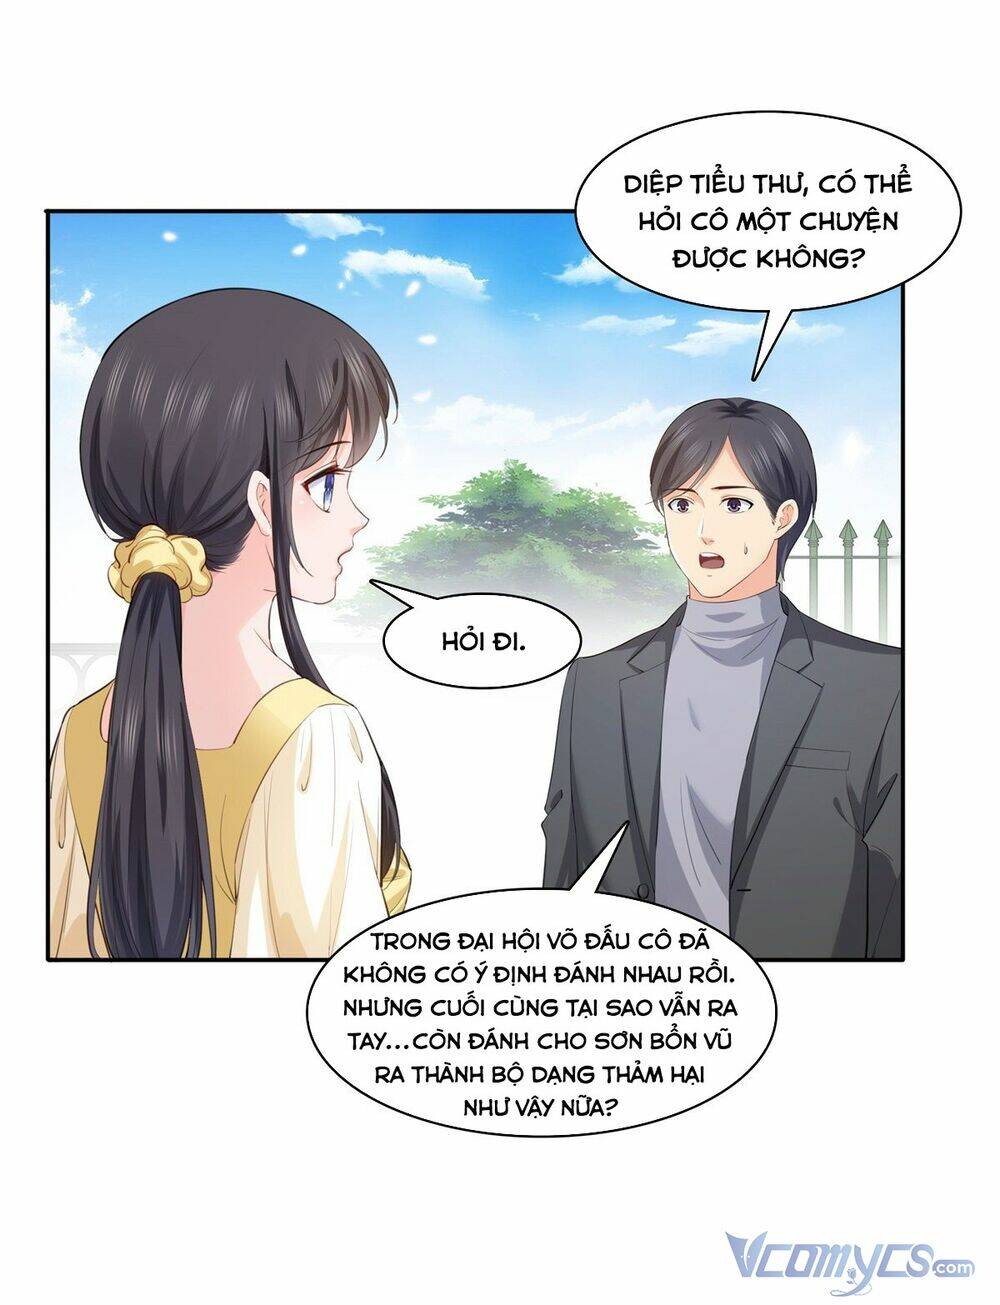 DIỆP TIỂU THƯ, CÓ THỂ
HỎI CÔ MỘT CHUYỆN
ĐƯỢC KHÔNG?
HỎI ĐI.
TRONG ĐẠI HỘI VÕ ĐẤU CÔ ĐÃ
KHÔNG CÓ Ý ĐỊNH ĐÁNH NHAU RỒI.
NHƯNG CUỐI CÙNG TẠI SAO VẪN RA
TAY...CÒN ĐÁNH CHO SƠN BỔN VŨ
RA THÀNH BỘ DẠNG THẢM HẠI
NHƯ VẬY NỮA?
VCOMYCS.com